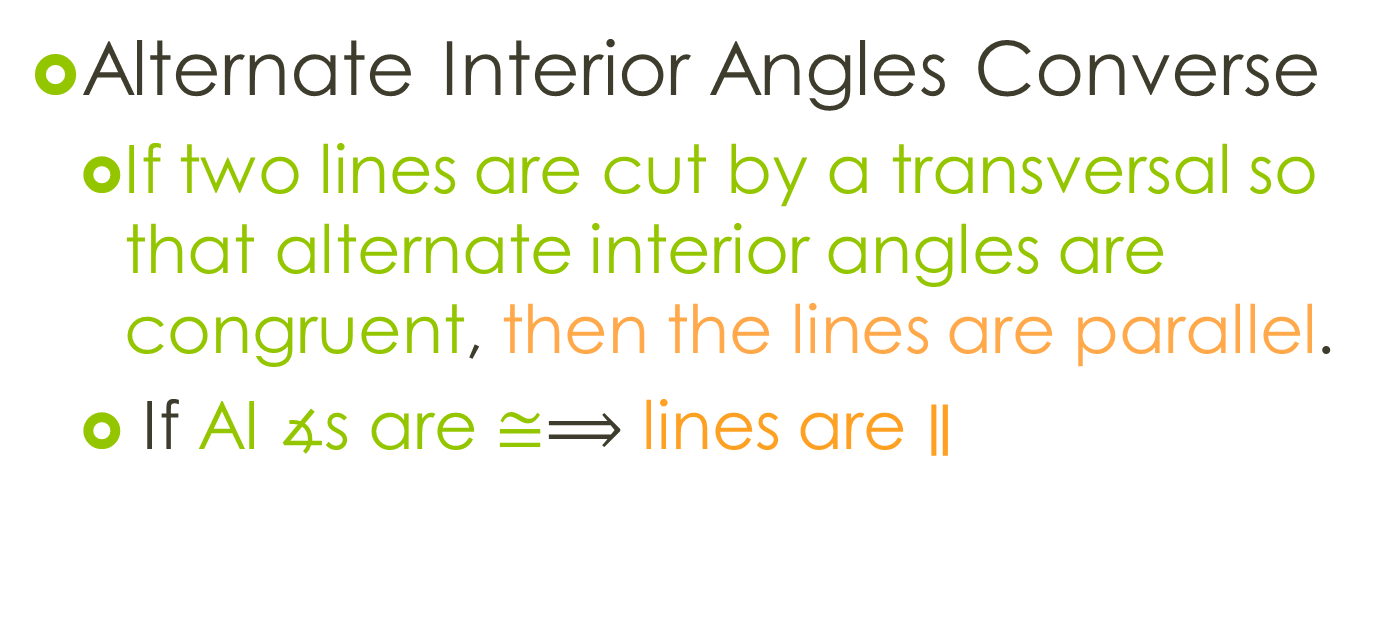 Alternate Interior Angles Converse
If two lines are cut by a transversal so
that alternate interior angles are
congruent, then the lines are parallel.
If AI ∡s are ≅⟹ lines are ∥